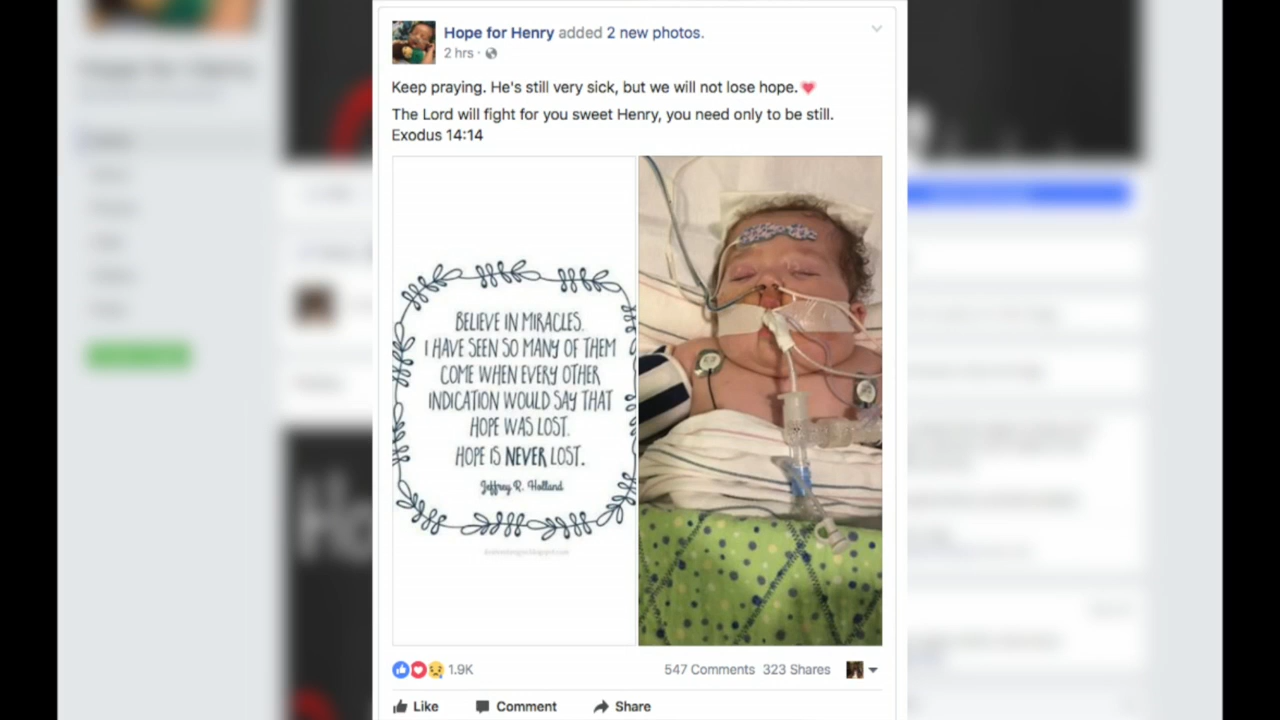 Hope for Henry added 2 new photos.
2 hrs ·
Keep praying. He's still very sick, but we will not lose hope.
The Lord will fight for you sweet Henry, you need only to be still.
Exodus 14:14
BELIEVE IN MIRACLES.
I HAVE SEEN SO MANY OF THEM
COME WHEN EVERY OTHER
INDICATION WOULD SAY THAT
HOPE WAS LOST.
HOPE IS NEVER LOST.
Jeffrey R. Holland
1.9K
547 Comments 323 Shares
Like Comment Share